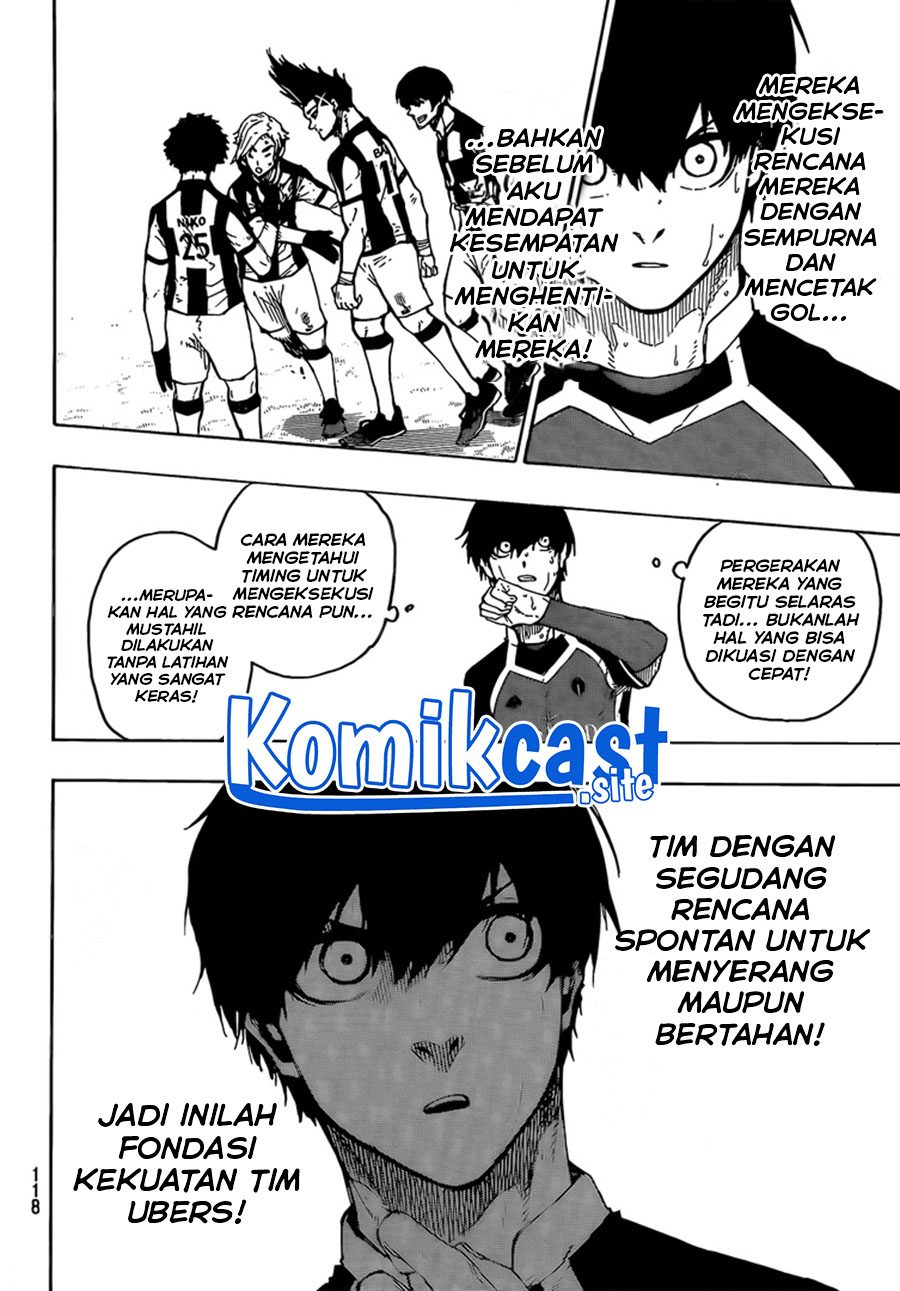 MEREKA
MENGEKSE-
KUSI
RENCANA
MEREKA
DENGAN
SEMPURNA
DAN
MENCETAK
GOL...
...BAHKAN
SEBELUM
AKU
MENDAPAT
KESEMPATAN
UNTUK
MENGHENTI-
KAN
MEREKA!
NIKO
25
BA
1
PERGERAKAN
MEREKA YANG
BEGITU SELARAS
TADI... BUKANLAH
HAL YANG BISA
DIKUASI DENGAN
CEPAT!
CARA MEREKA
MENGETAHUI
TIMING UNTUK
MENGEKSEKUSI
RENCANA PUN...
...MERUPA-
KAN HAL YANG
MUSTAHIL
DILAKUKAN
TANPA LATIHAN
YANG SANGAT
KERAS!
Komikcast
.site
TIM DENGAN
SEGUDANG
RENCANA
SPONTAN UNTUK
MENYERANG
MAUPUN
BERTAHAN!
JADI INILAH
FONDASI
KEKUATAN TIM
UBERS!
118